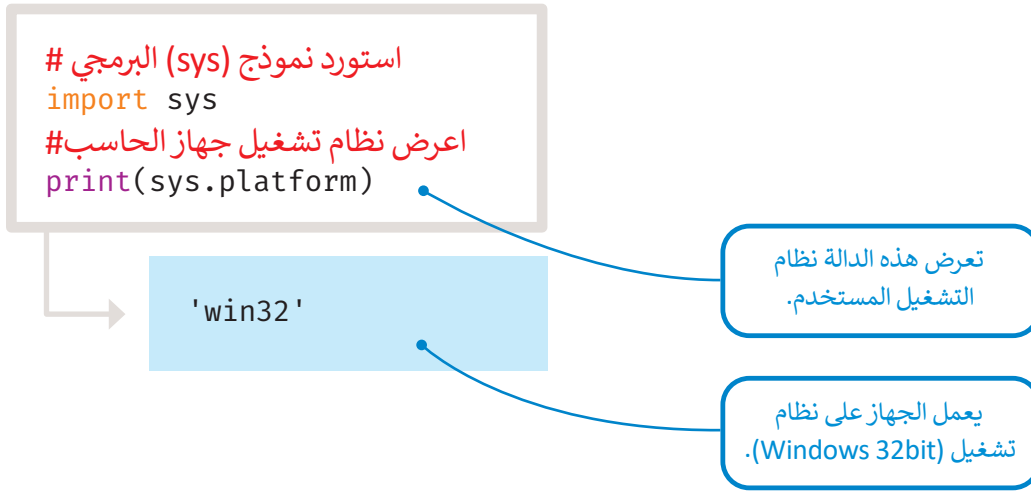 # استورد نموذج (sys) البرمجي
import sys
#اعرض نظام تشغيل جهاز الحاسب
print(sys.platform)
'win32'
تعرض هذه الدالة نظام
التشغيل المستخدم.
يعمل الجهاز على نظام
تشغيل (Windows 32bit).